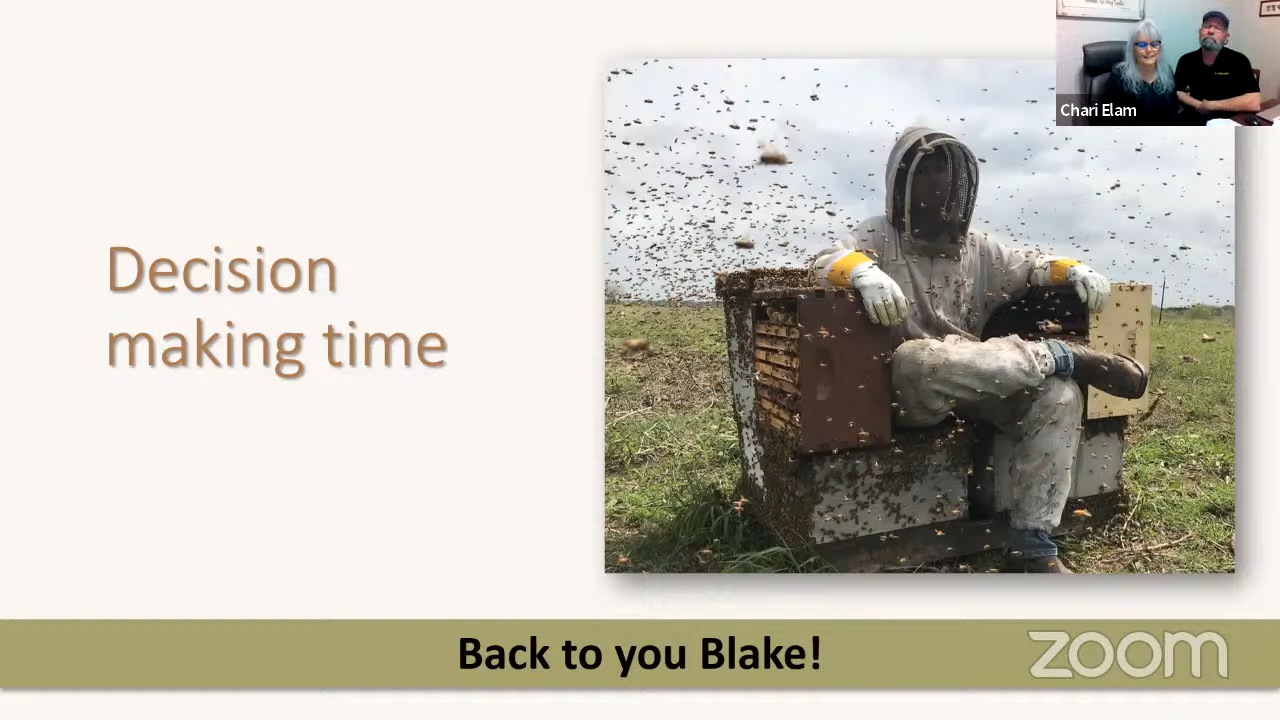 Chari Elam
Decision
making time
Back to you Blake!
zoom